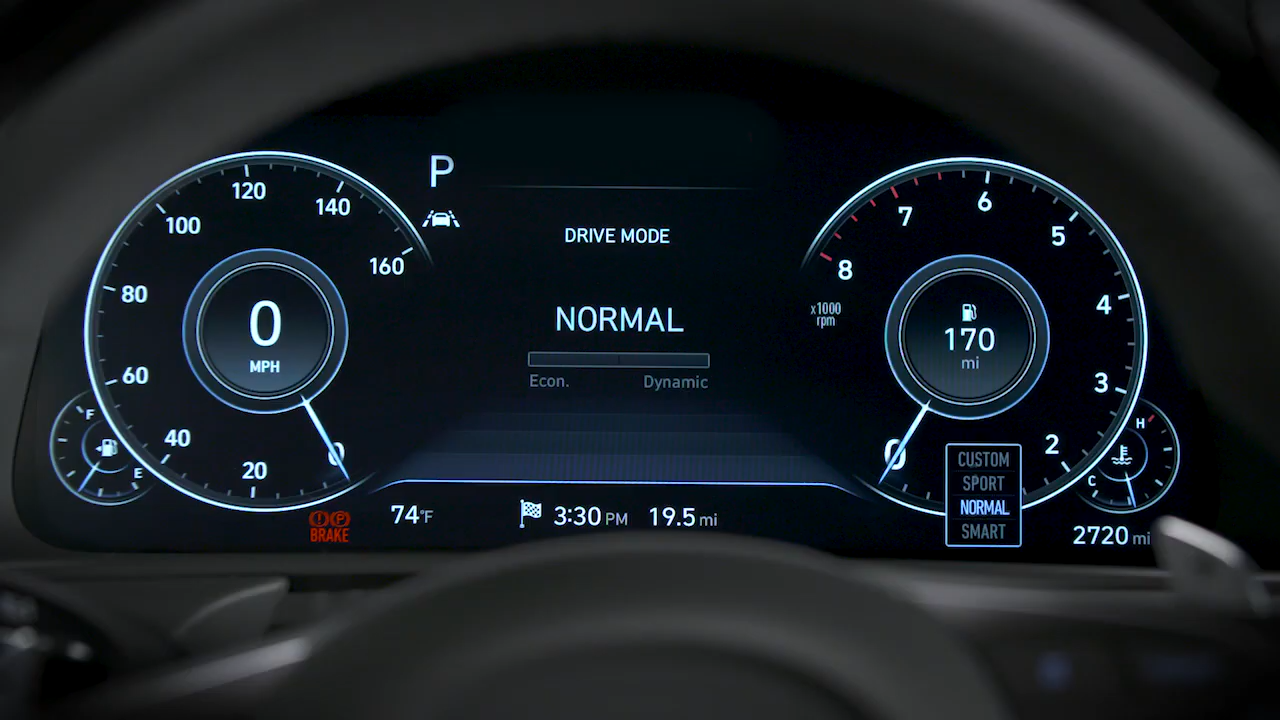 P
DRIVE MODE
NORMAL
Econ. Dynamic
0
MPH
0
20
40
60
80
100
120
140
160
F
E
BRAKE
74°F
3:30 PM 19.5 mi
8
7
6
5
4
3
2
0
x1000
rpm
170
mi
CUSTOM
SPORT
NORMAL
SMART
H
C
2720 mi